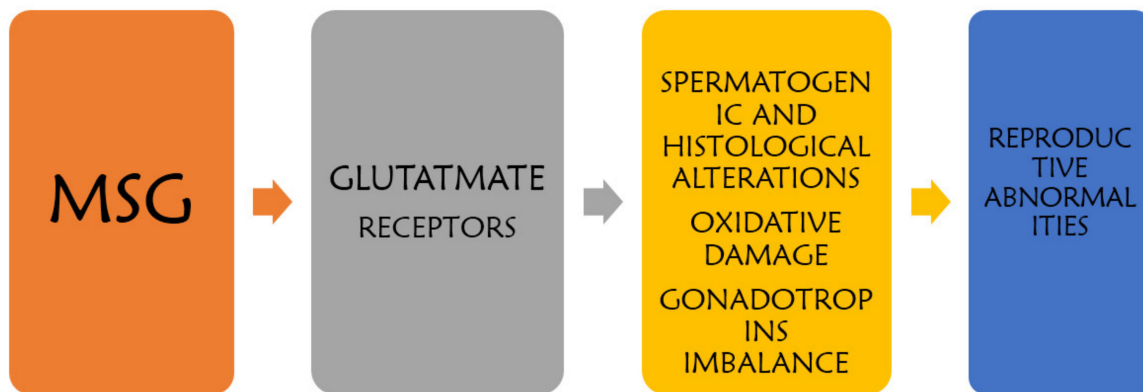 MSG
GLUTATMATE
RECEPTORS
SPERMATOGEN
IC AND
HISTOLOGICAL
ALTERATIONS
OXIDATIVE
DAMAGE
GONADOTROP
INS
IMBALANCE
REPRODUC
TIVE
ABNORMAL
ITIES